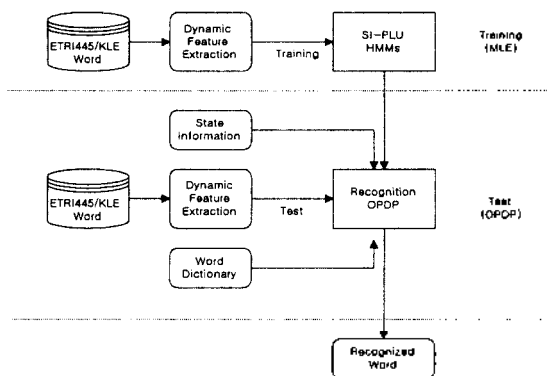 ETRI445/KLE
Word
Dynamic
Feature
Extraction
Training
SI-PLU
HMMs
Training
(MLE)
State
Information
ETRI445/KLE
Word
Dynamic
Feature
Extraction
Test
Recognition
OPDP
Test
(OPDP)
Word
Dictionary
Recognized
Word